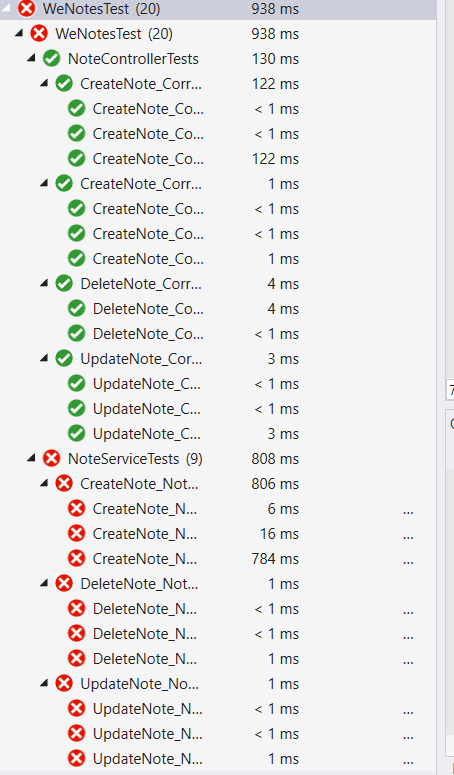 WeNotesTest (20) 938 ms
WeNotesTest (20) 938 ms
NoteControllerTests 130 ms
CreateNote_Corr... 122 ms
CreateNote_Co... < 1 ms
CreateNote_Co... < 1 ms
CreateNote_Co... 122 ms
CreateNote_Corr... 1 ms
CreateNote_Co... < 1 ms
CreateNote_Co... < 1 ms
CreateNote_Co... 1 ms
DeleteNote_Corr... 4 ms
DeleteNote_Co... 4 ms
DeleteNote_Co... < 1 ms
UpdateNote_Cor... 3 ms
UpdateNote_C... < 1 ms
UpdateNote_C... < 1 ms
UpdateNote_C... 3 ms
NoteServiceTests (9) 808 ms
CreateNote_Not... 806 ms
CreateNote_N... 6 ms ...
CreateNote_N... 16 ms ...
CreateNote_N... 784 ms ...
DeleteNote_Not... 1 ms
DeleteNote_N... < 1 ms ...
DeleteNote_N... < 1 ms ...
DeleteNote_N... 1 ms ...
UpdateNote_No... 1 ms
UpdateNote_N... < 1 ms ...
UpdateNote_N... < 1 ms ...
UpdateNote_N... 1 ms ...